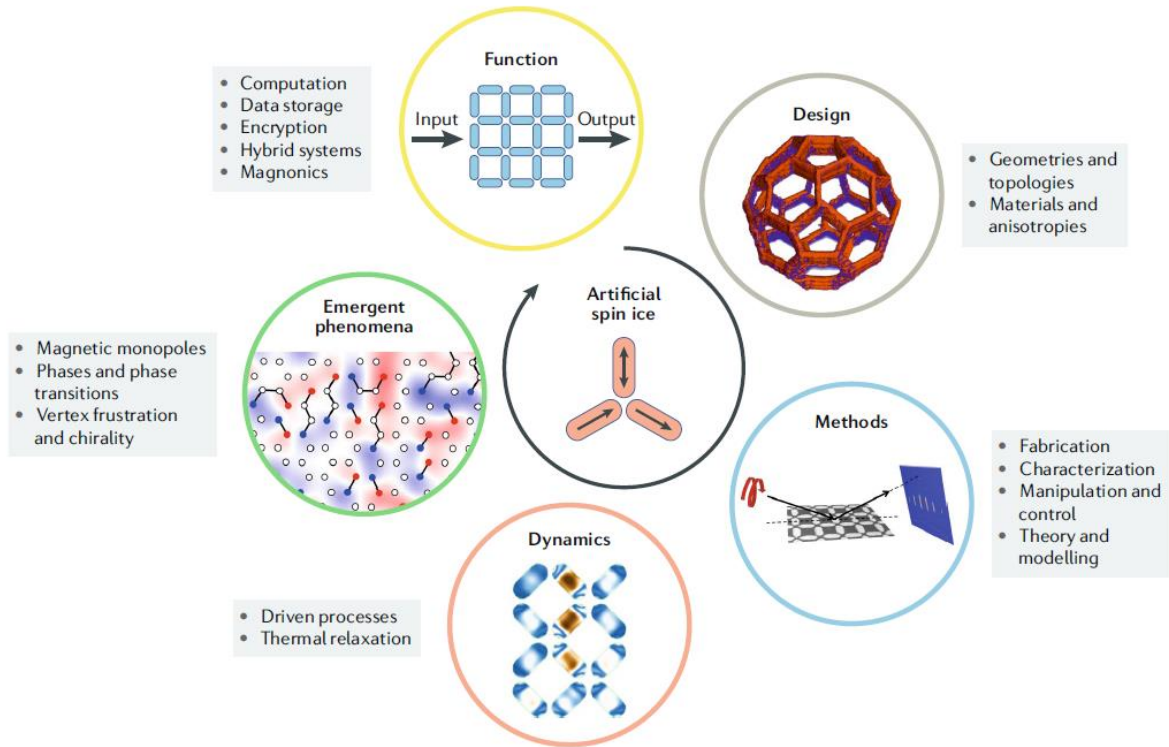 Function
• Computation
• Data storage
• Encryption
• Hybrid systems
• Magnonics
Input
Output
Design
• Geometries and
topologies
• Materials and
anisotropies
Artificial
spin ice
Emergent
phenomena
• Magnetic monopoles
• Phases and phase
transitions
• Vertex frustration
and chirality
Methods
• Fabrication
• Characterization
• Manipulation and
control
• Theory and
modelling
Dynamics
• Driven processes
• Thermal relaxation